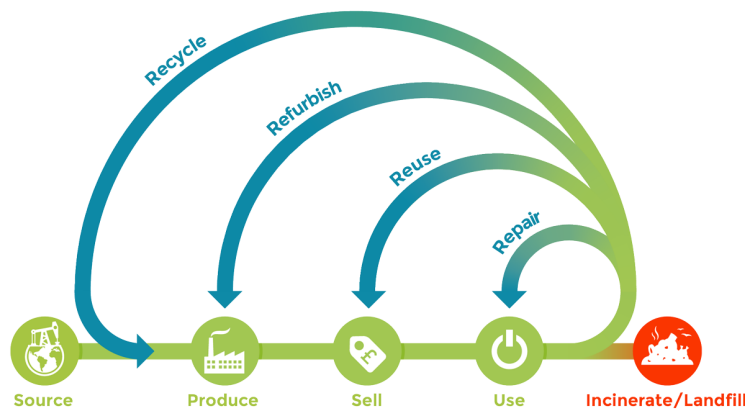 Recycle
Refurbish
Reuse
Repair
£
Source
Produce
Sell
Use
Incinerate/Landfill